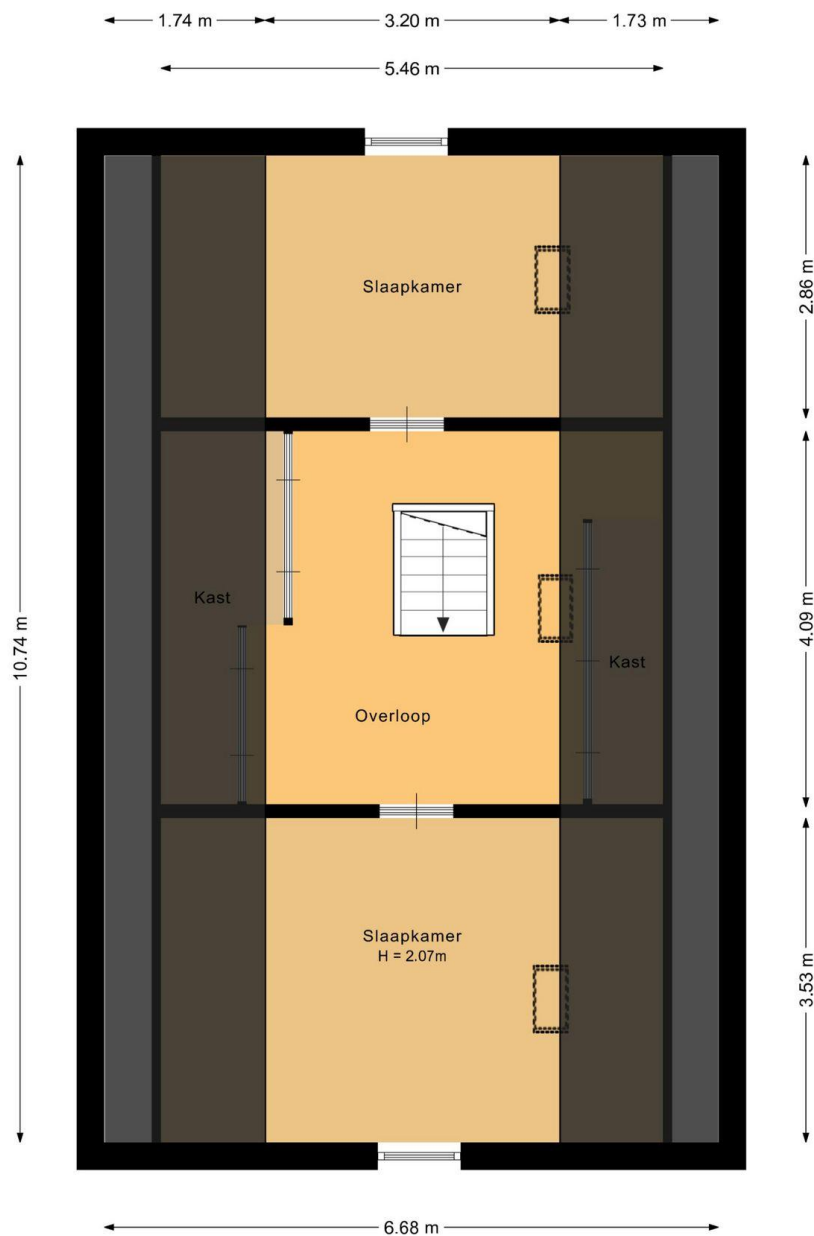 1.74 m 3.20 m 1.73 m
5.46 m
Slaapkamer
2.86 m
Kast
4.09 m
10.74 m
Kast
Overloop
Slaapkamer
H = 2.07m
3.53 m
6.68 m